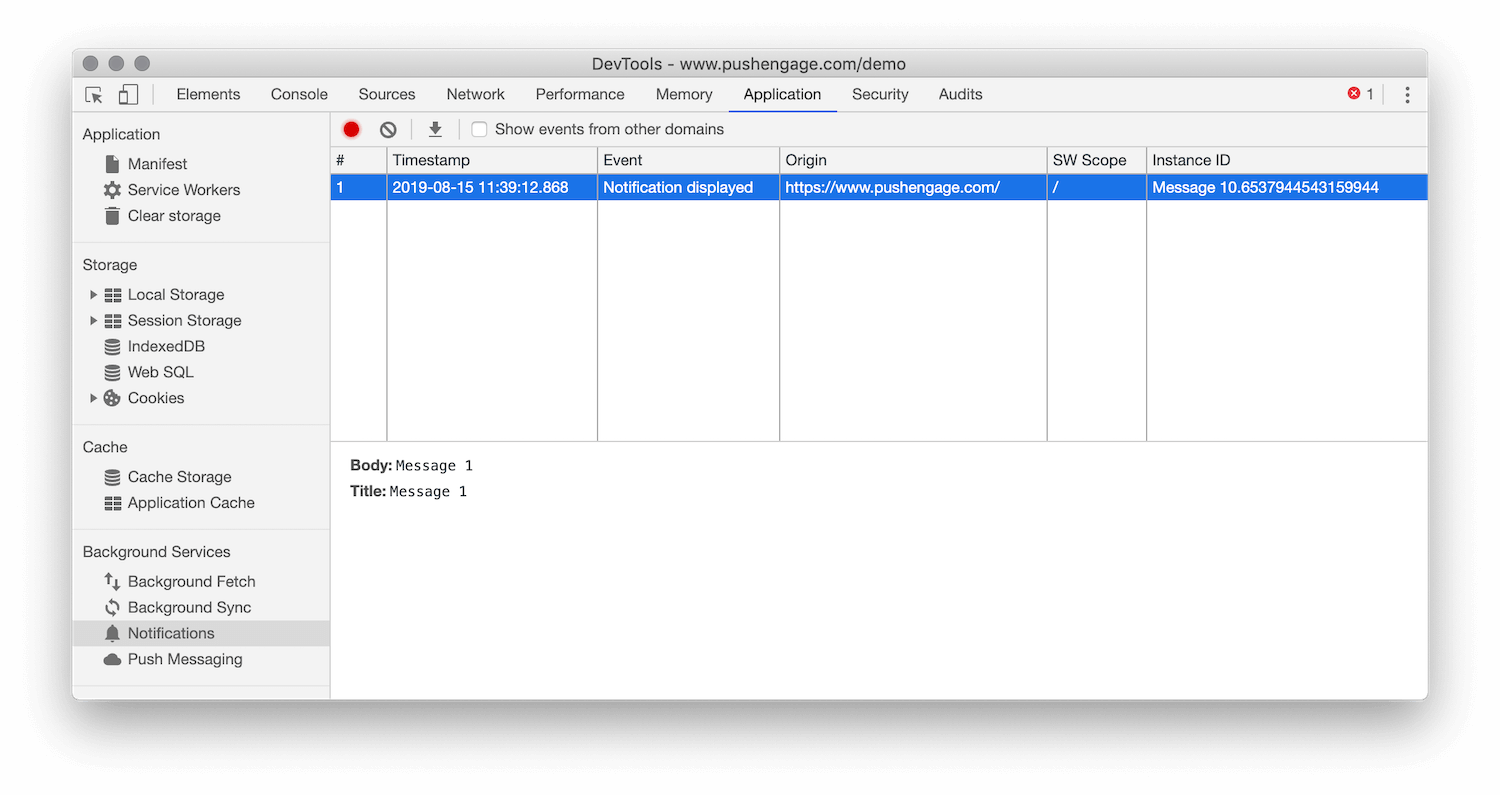 DevTools - www.pushengage.com/demo
Elements Console Sources Network Performance Memory Application Security Audits 1
Application
Manifest
Service Workers
Clear storage
Storage
Local Storage
Session Storage
IndexedDB
Web SQL
Cookies
Cache
Cache Storage
Application Cache
Background Services
Background Fetch
Background Sync
Notifications
Push Messaging
Show events from other domains
# Timestamp Event Origin SW Scope Instance ID
1 2019-08-15 11:39:12.868 Notification displayed https://www.pushengage.com/ / Message 10.6537944543159944
Body: Message 1
Title: Message 1